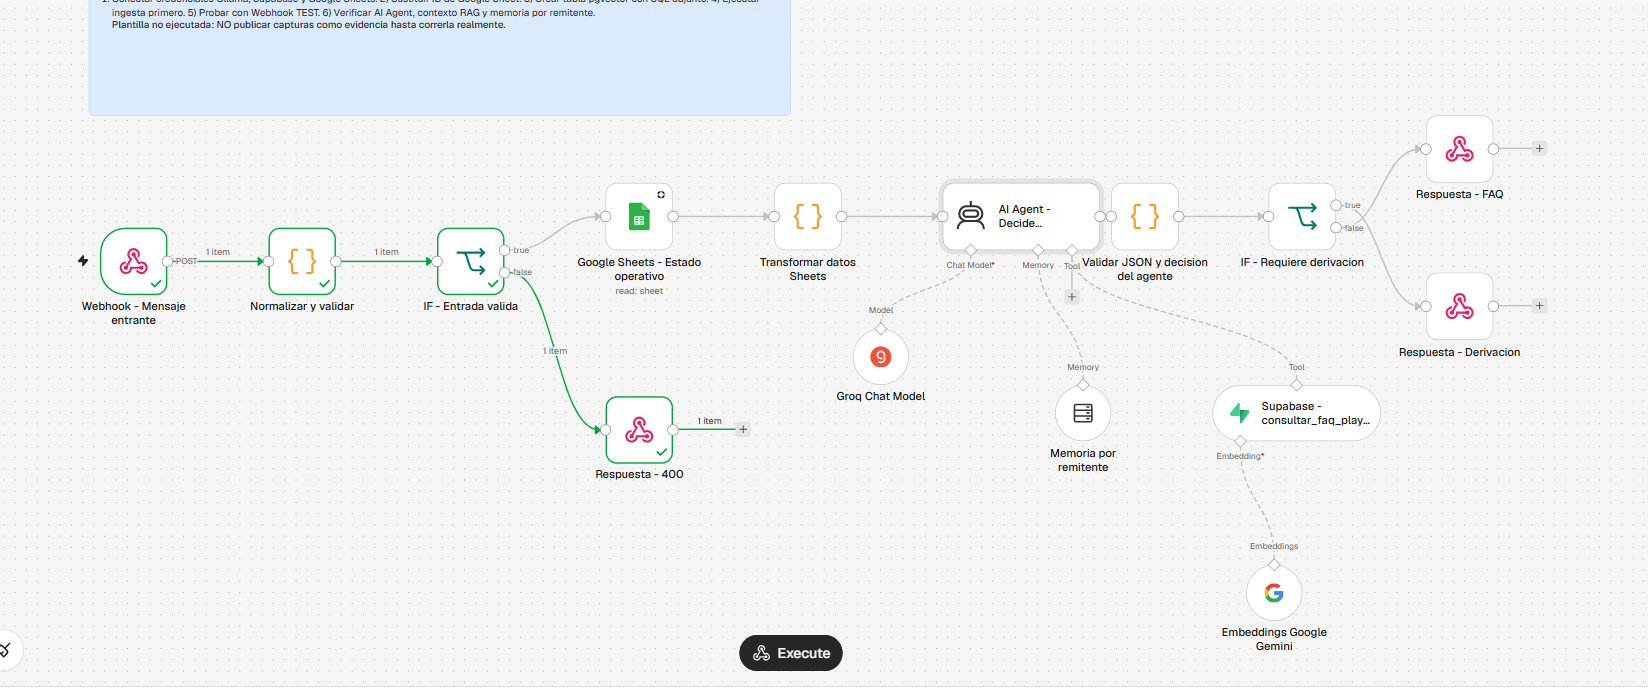 ingesta primero. 5) Probar con Webhook TEST. 6) Verificar AI Agent, contexto RAG y memoria por remitente.
Plantilla no ejecutada: NO publicar capturas como evidencia hasta correrla realmente.
Respuesta - FAQ
true
false
AI Agent -
Decide...
Google Sheets - Estado
operativo
read: sheet
Transformar datos
Sheets
Chat Model*
Memory
Tool
Validar JSON y decision
del agente
IF - Requiere derivacion
POST
1 item
1 item
true
false
Webhook - Mensaje
entrante
Normalizar y validar
IF - Entrada valida
Model
Groq Chat Model
1 item
Respuesta - Derivacion
Memory
Tool
Memoria por
remitente
Supabase -
consultar_faq_play...
Embedding*
1 item
Respuesta - 400
Embeddings
Embeddings Google
Gemini
Execute